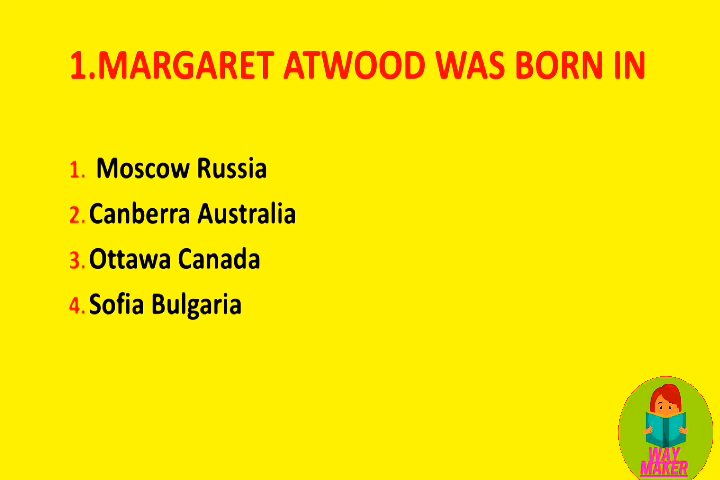 1.MARGARET ATWOOD WAS BORN IN
1. Moscow Russia
2. Canberra Australia
3. Ottawa Canada
4. Sofia Bulgaria
WAY
MAKER